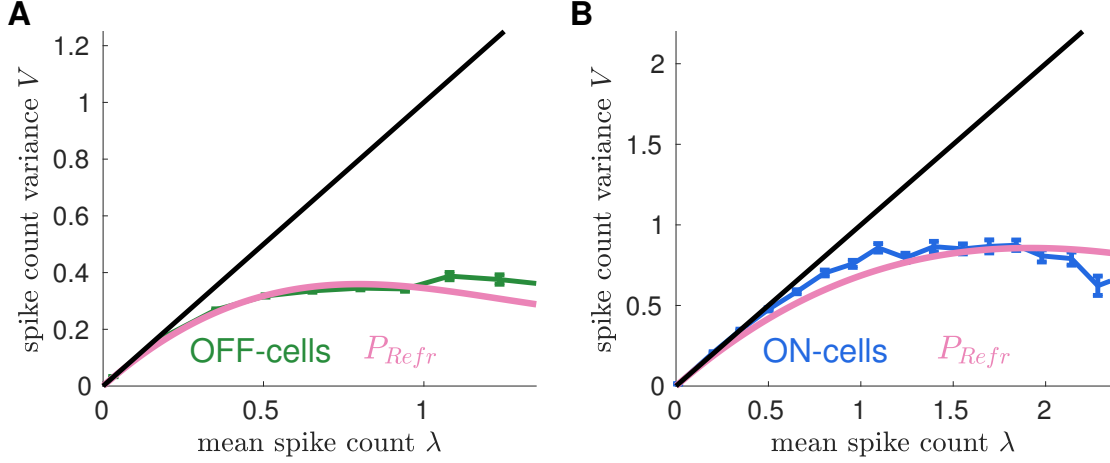 A
spike count variance V
1.2
1
0.8
0.6
0.4
0.2
0
OFF-cells P_Refr
0 0.5 1
mean spike count λ
B
spike count variance V
2
1.5
1
0.5
0
ON-cells P_Refr
0 0.5 1 1.5 2
mean spike count λ